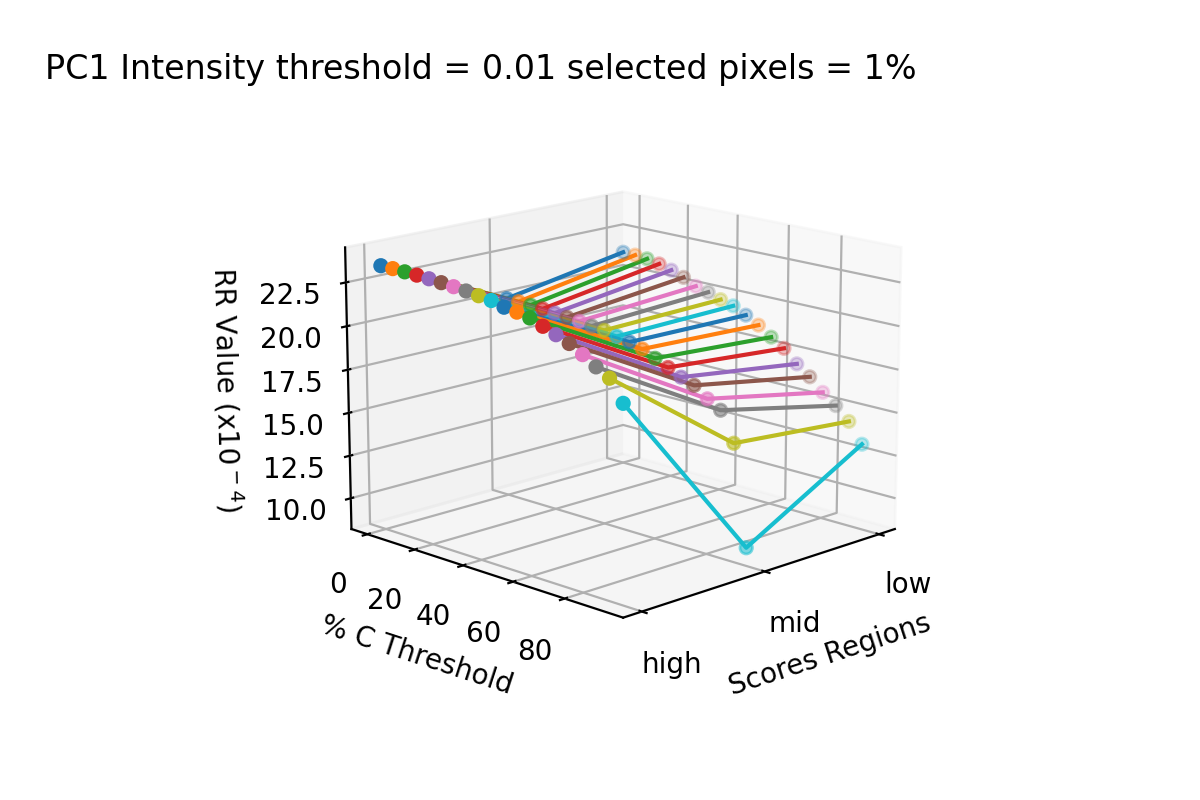 PC1 Intensity threshold = 0.01 selected pixels = 1%
RR Value (x10⁻⁴)
22.5
20.0
17.5
15.0
12.5
10.0
0
20
40
60
80
% C Threshold
high
mid
low
Scores Regions